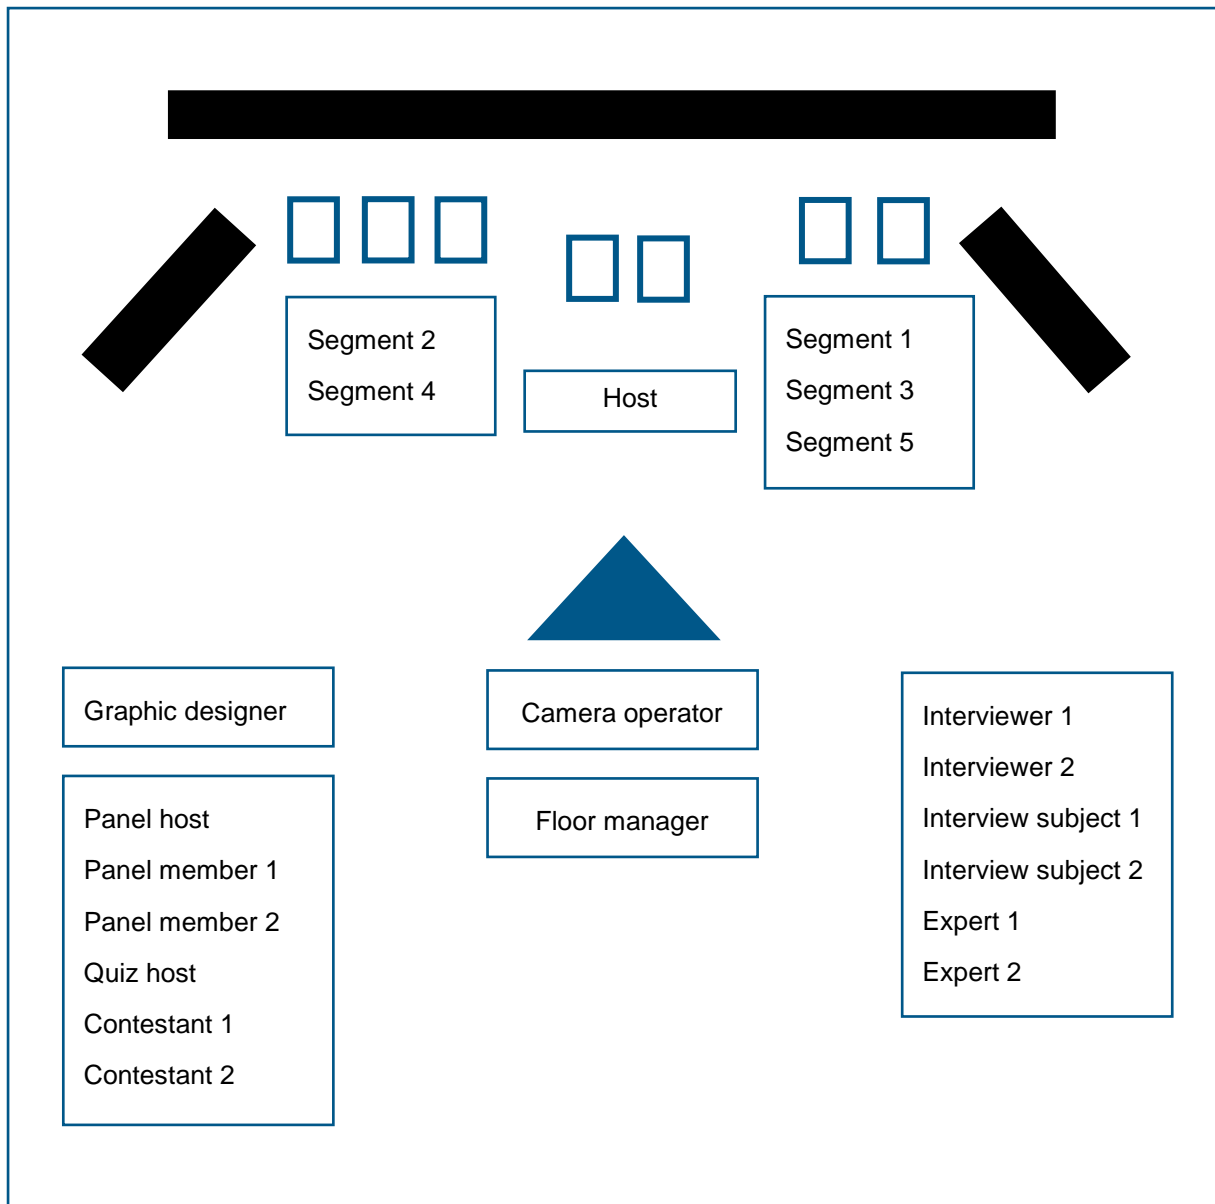 Segment 2
Segment 4
Host
Segment 1
Segment 3
Segment 5
Graphic designer
Camera operator
Floor manager
Panel host
Panel member 1
Panel member 2
Quiz host
Contestant 1
Contestant 2
Interviewer 1
Interviewer 2
Interview subject 1
Interview subject 2
Expert 1
Expert 2